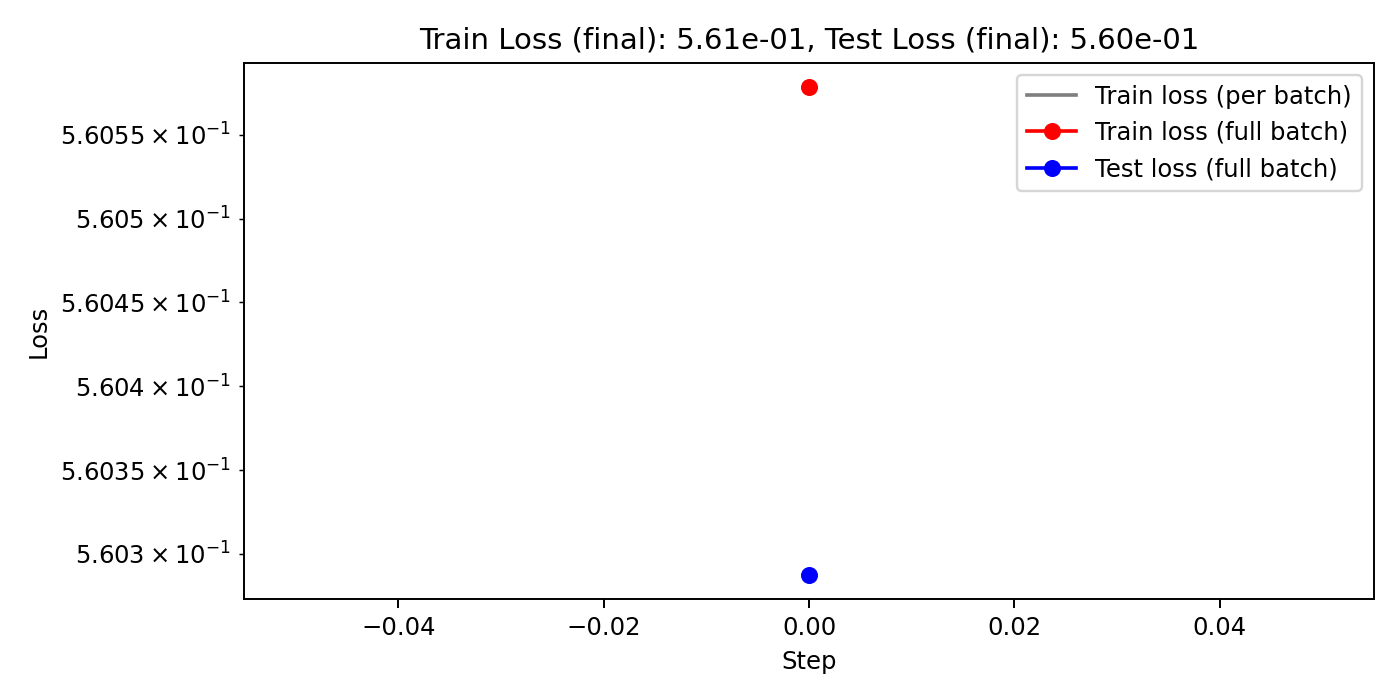 Train Loss (final): 5.61e-01, Test Loss (final): 5.60e-01
Train loss (per batch)
Train loss (full batch)
Test loss (full batch)
5.6055 × 10⁻¹
5.605 × 10⁻¹
5.6045 × 10⁻¹
5.604 × 10⁻¹
5.6035 × 10⁻¹
5.603 × 10⁻¹
Loss
−0.04 −0.02 0.00 0.02 0.04
Step